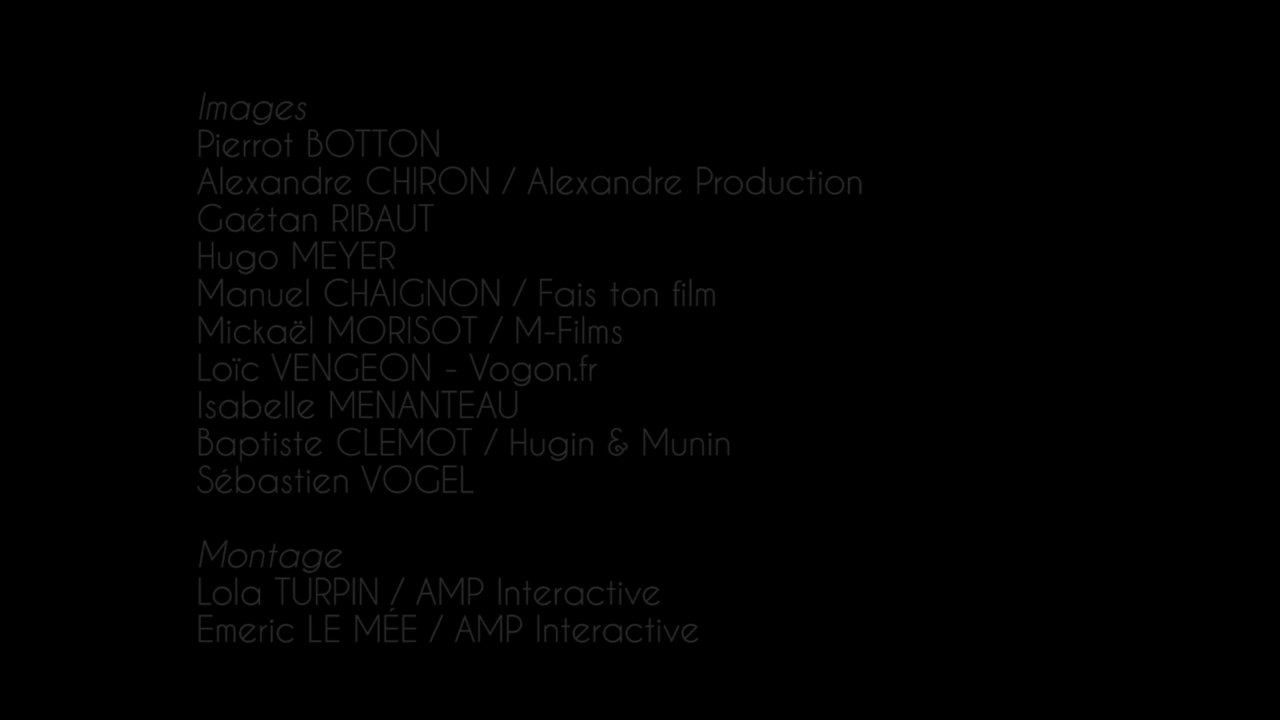 Images
Pierrot BOTTON
Alexandre CHIRON / Alexandre Production
Gaétan RIBAUT
Hugo MEYER
Manuel CHAIGNON / Fais ton film
Mickaël MORISOT / M-Films
Loïc VENGEON - Vogon.fr
Isabelle MENANTEAU
Baptiste CLEMOT / Hugin & Munin
Sébastien VOGEL
Montage
Lola TURPIN / AMP Interactive
Emeric LE MÉE / AMP Interactive